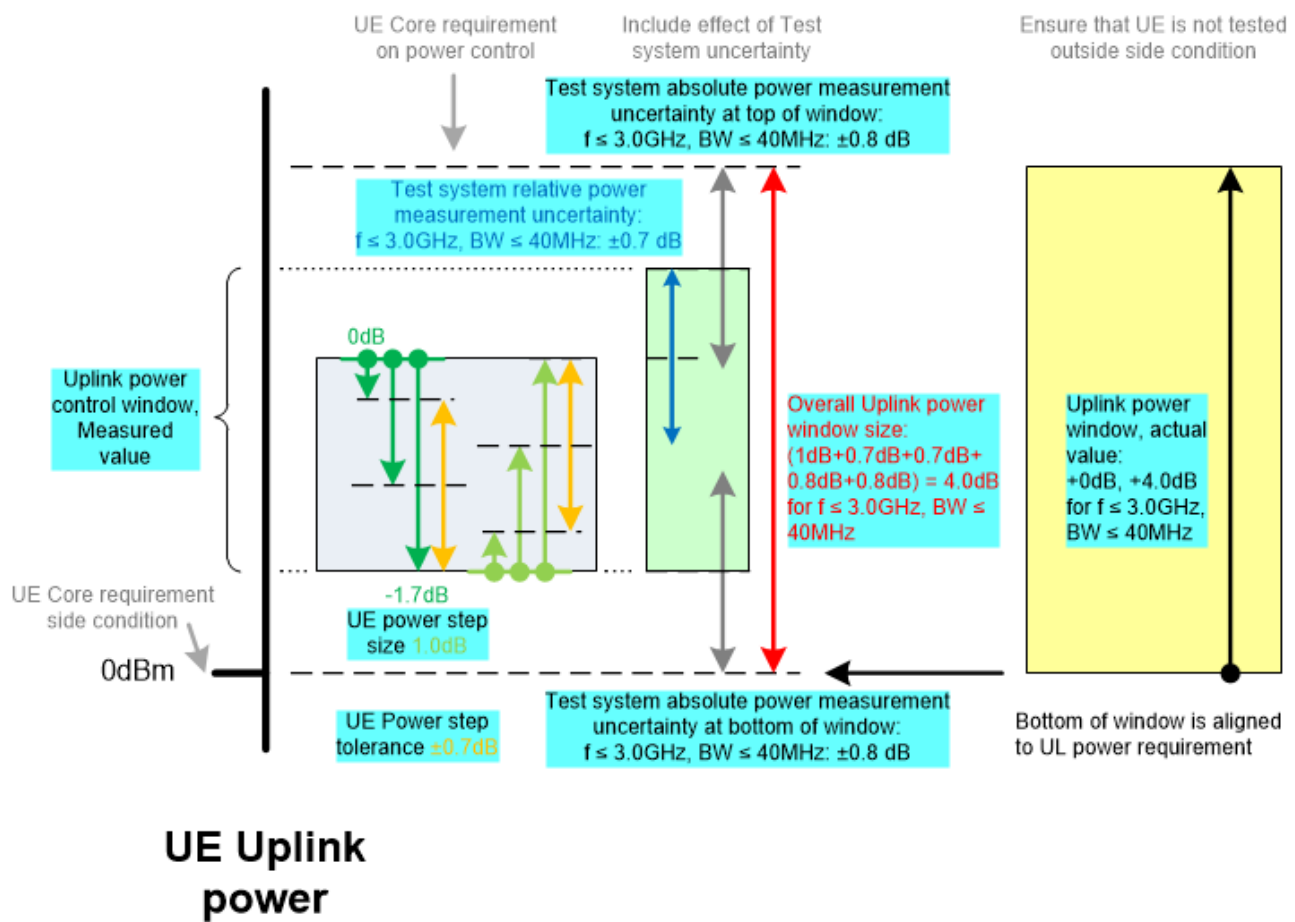 UE Core requirement
on power control
Include effect of Test
system uncertainty
Ensure that UE is not tested
outside side condition
Test system absolute power measurement
uncertainty at top of window:
f ≤ 3.0GHz, BW ≤ 40MHz: ±0.8 dB
Test system relative power
measurement uncertainty:
f ≤ 3.0GHz, BW ≤ 40MHz: ±0.7 dB
0dB
Uplink power
control window,
Measured
value
Overall Uplink power
window size:
(1dB+0.7dB+0.7dB+
0.8dB+0.8dB) = 4.0dB
for f ≤ 3.0GHz, BW ≤
40MHz
Uplink power
window, actual
value:
+0dB, +4.0dB
for f ≤ 3.0GHz,
BW ≤ 40MHz
-1.7dB
UE power step
size 1.0dB
UE Core requirement
side condition
0dBm
UE Power step
tolerance ±0.7dB
Test system absolute power measurement
uncertainty at bottom of window:
f ≤ 3.0GHz, BW ≤ 40MHz: ±0.8 dB
Bottom of window is aligned
to UL power requirement
UE Uplink
power